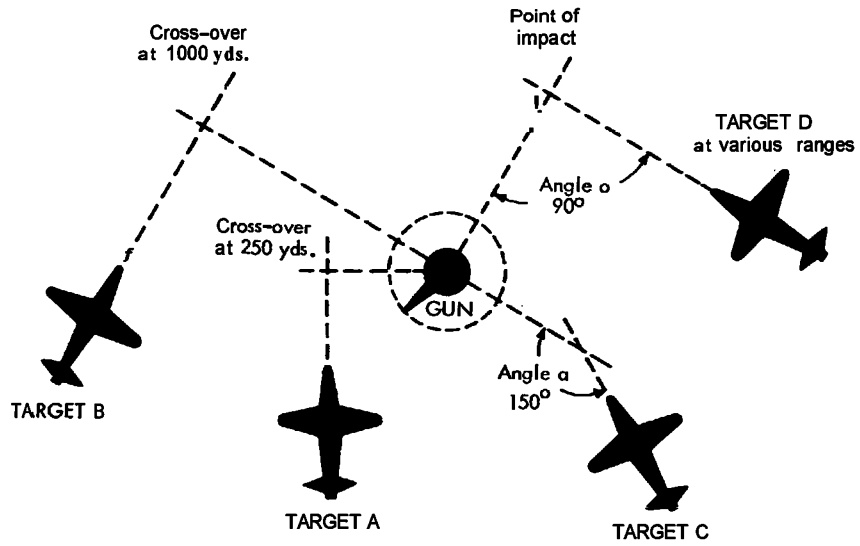 Cross-over
at 1000 yds.
Point of
impact
TARGET D
at various ranges
Angle o
90°
Cross-over
at 250 yds.
GUN
Angle a
150°
TARGET B
TARGET A
TARGET C